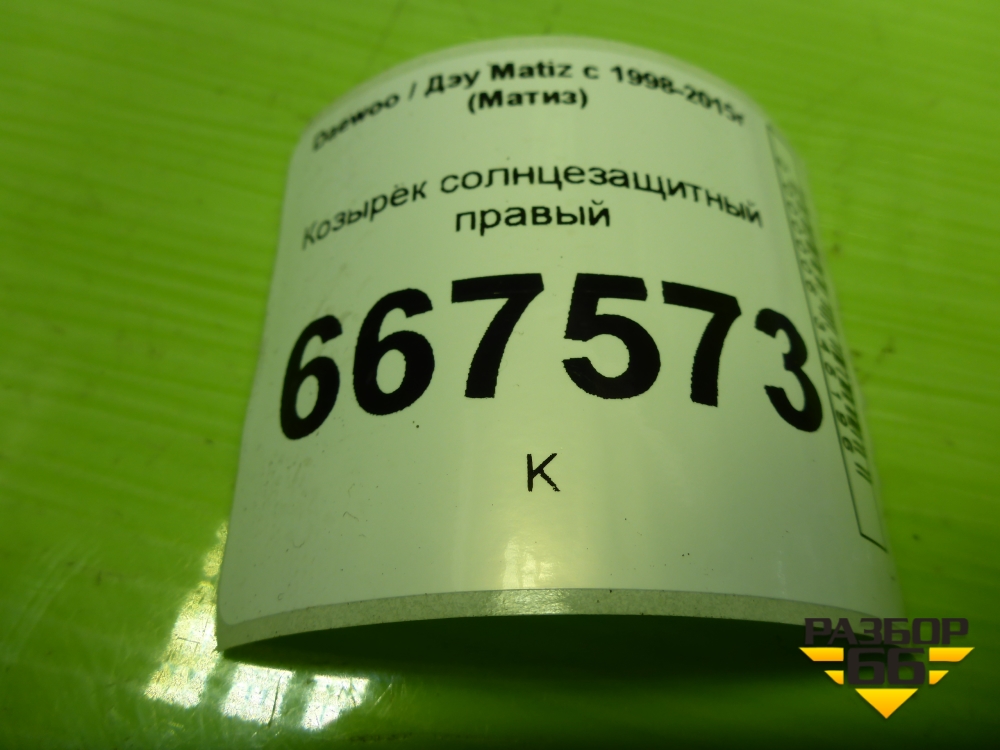 Daewoo / Дэу Matiz с 1998-2015г
(Матиз)
Козырёк солнцезащитный
правый
667573
К
РАЗБОР
66